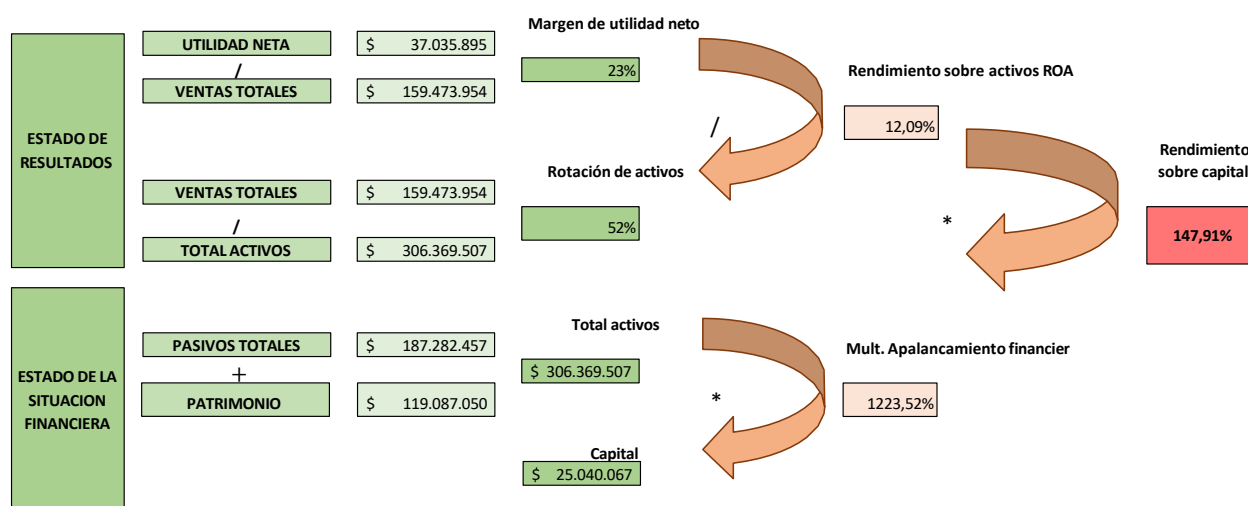 ESTADO DE
RESULTADOS
UTILIDAD NETA
$ 37.035.895
/
VENTAS TOTALES
$ 159.473.954
Margen de utilidad neto
23%
VENTAS TOTALES
$ 159.473.954
/
TOTAL ACTIVOS
$ 306.369.507
Rotación de activos
52%
/
Rendimiento sobre activos ROA
12,09%
*
Rendimiento
sobre capital
147,91%
ESTADO DE LA
SITUACION
FINANCIERA
PASIVOS TOTALES
$ 187.282.457
+
PATRIMONIO
$ 119.087.050
Total activos
$ 306.369.507
*
Capital
$ 25.040.067
Mult. Apalancamiento financier
1223,52%